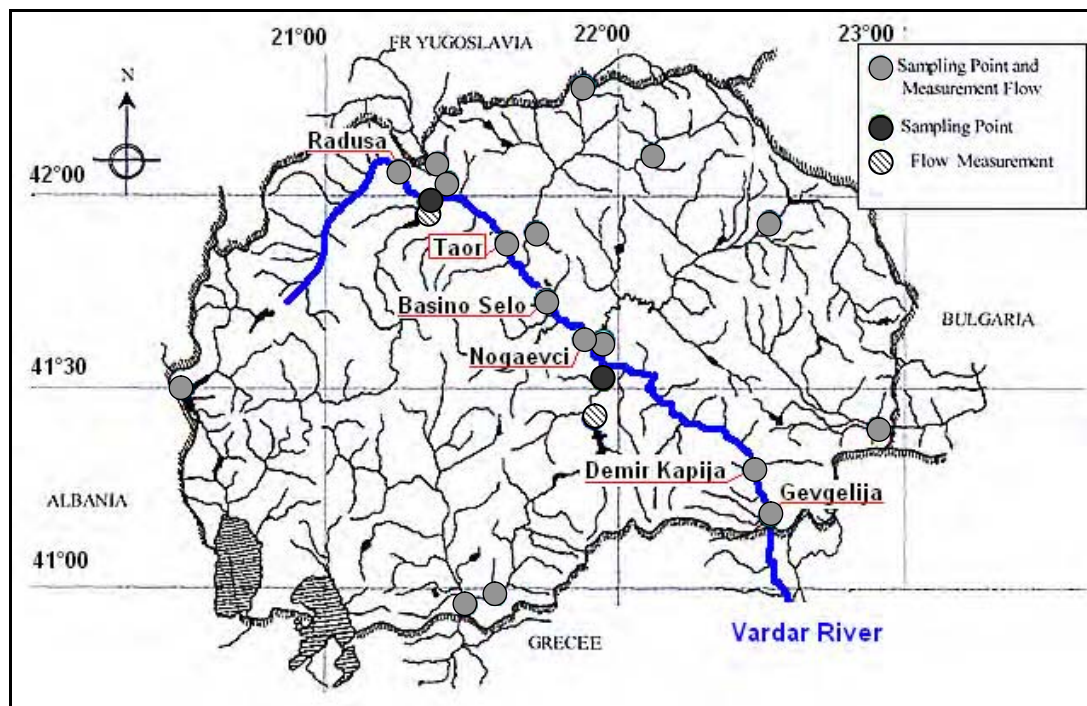 21°00
22°00
23°00
FR YUGOSLAVIA
N
Sampling Point and
Measurement Flow
Sampling Point
Flow Measurement
Radusa
42°00
Taor
Basino Selo
BULGARIA
Nogaevci
41°30
Demir Kapija
Gevgelija
ALBANIA
41°00
GRECEE
Vardar River